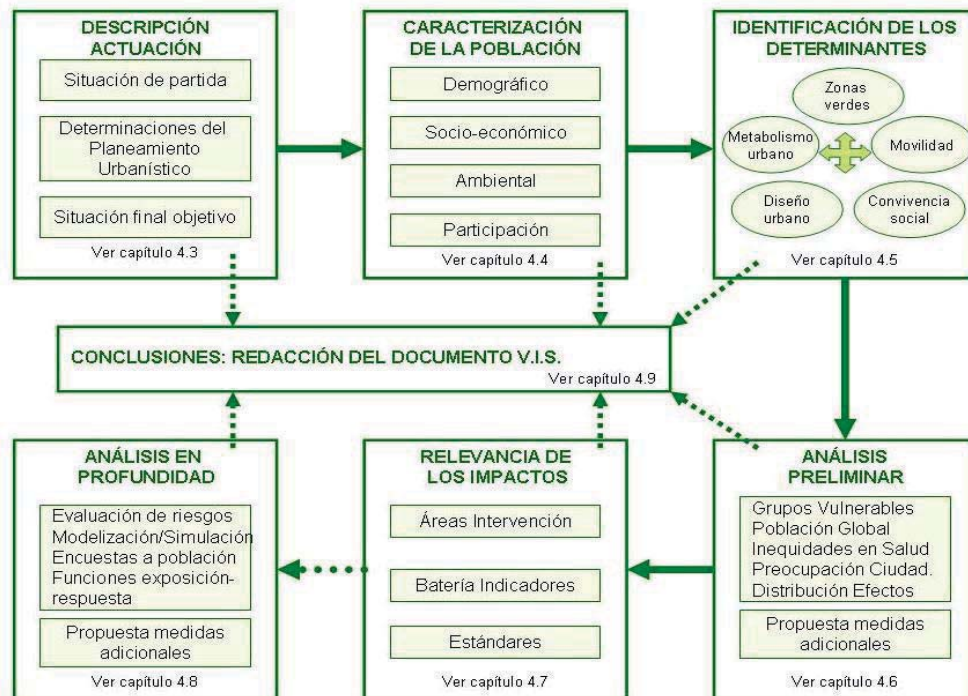 DESCRIPCIÓN
ACTUACIÓN
Situación de partida
Determinaciones del
Planeamiento
Urbanístico
Situación final objetivo
Ver capítulo 4.3
CARACTERIZACIÓN
DE LA POBLACIÓN
Demográfico
Socio-económico
Ambiental
Participación
Ver capítulo 4.4
IDENTIFICACIÓN DE LOS
DETERMINANTES
Zonas
verdes
Metabolismo
urbano
Movilidad
Diseño
urbano
Convivencia
social
Ver capítulo 4.5
CONCLUSIONES: REDACCIÓN DEL DOCUMENTO V.I.S.
Ver capítulo 4.9
ANÁLISIS EN
PROFUNDIDAD
Evaluación de riesgos
Modelización/Simulación
Encuestas a población
Funciones exposición-
respuesta
Propuesta medidas
adicionales
Ver capítulo 4.8
RELEVANCIA DE
LOS IMPACTOS
Áreas Intervención
Batería Indicadores
Estándares
Ver capítulo 4.7
ANÁLISIS
PRELIMINAR
Grupos Vulnerables
Población Global
Inequidades en Salud
Preocupación Ciudad.
Distribución Efectos
Propuesta medidas
adicionales
Ver capítulo 4.6